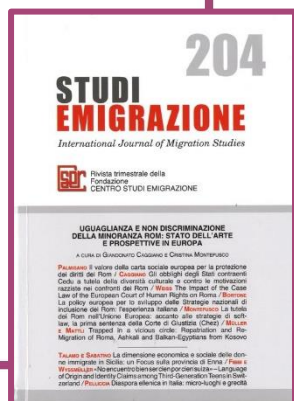 204
STUDI
EMIGRAZIONE
International Journal of Migration Studies
Rivista trimestrale della
Fondazione
CENTRO STUDI EMIGRAZIONE
UGUAGLIANZA E NON DISCRIMINAZIONE
DELLA MINORANZA ROM: STATO DELL'ARTE
E PROSPETTIVE IN EUROPA
A CURA DI GIANDONATO CAGGIANO E CRISTINA MONTEFUSCO
PALMISANO Il valore della carta sociale europea per la protezione
dei diritti dei Rom / CAGGIANO Gli obblighi degli Stati contraenti
Cedu a tutela della diversità culturale e contro le motivazioni
razziste nei confronti dei Rom / WEISS The Impact of the Case
Law of the European Court of Human Rights on Roma / BORTONE
La policy europea per lo sviluppo delle Strategie nazionali di
inclusione dei Rom: l'esperienza italiana / MONTEFUSCO La tutela
dei Rom nell'Unione Europea: accanto alle strategie di soft-
law, la prima sentenza della Corte di Giustizia (Chez) / MÜLLER
e MATTLI Trapped in a vicious circle: Repatriation and Re-
Migration of Roma, Ashkali and Balkan-Egyptians from Kosovo
TALAMO e SABATINO La dimensione economica e sociale delle don-
ne immigrate in Sicilia: un Focus sulla provincia di Enna / FIBBI e
WYSSMÜLLER «No encuentro bien ser cien por cien suiza» – Language
of Origin and Identity Claims among Third-Generation Teens in Swit-
zerland / PELLICCIA Diaspora ellenica in Italia: micro-luoghi e grecità